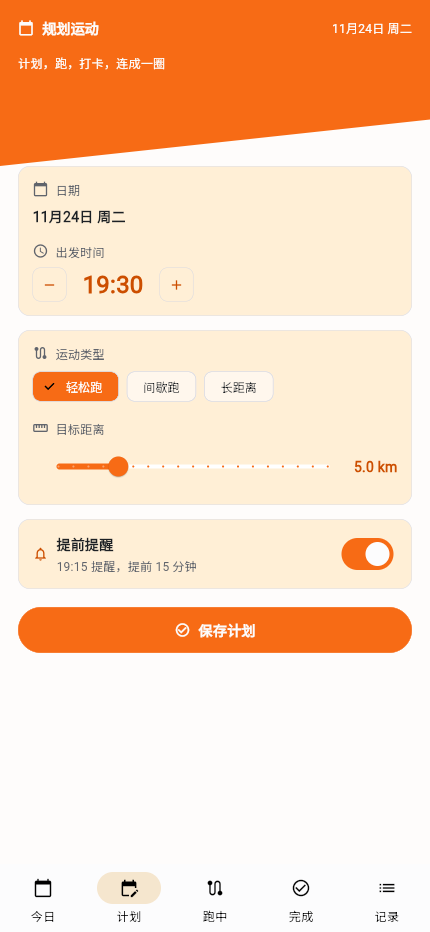 规划运动
11月24日 周二
计划，跑，打卡，连成一圈
日期
11月24日 周二
出发时间
− 19:30 +
运动类型
轻松跑 间歇跑 长距离
目标距离
5.0 km
提前提醒
19:15 提醒，提前 15 分钟
保存计划
今日 计划 跑中 完成 记录